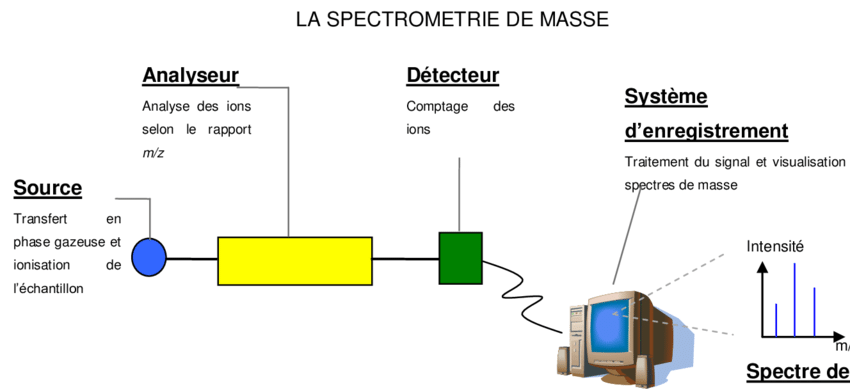 LA SPECTROMETRIE DE MASSE
Analyseur
Analyse des ions
selon le rapport
m/z
Détecteur
Comptage des
ions
Système
d'enregistrement
Traitement du signal et visualisation
spectres de masse
Source
Transfert en
phase gazeuse et
ionisation de
l'échantillon
Intensité
m/
Spectre de